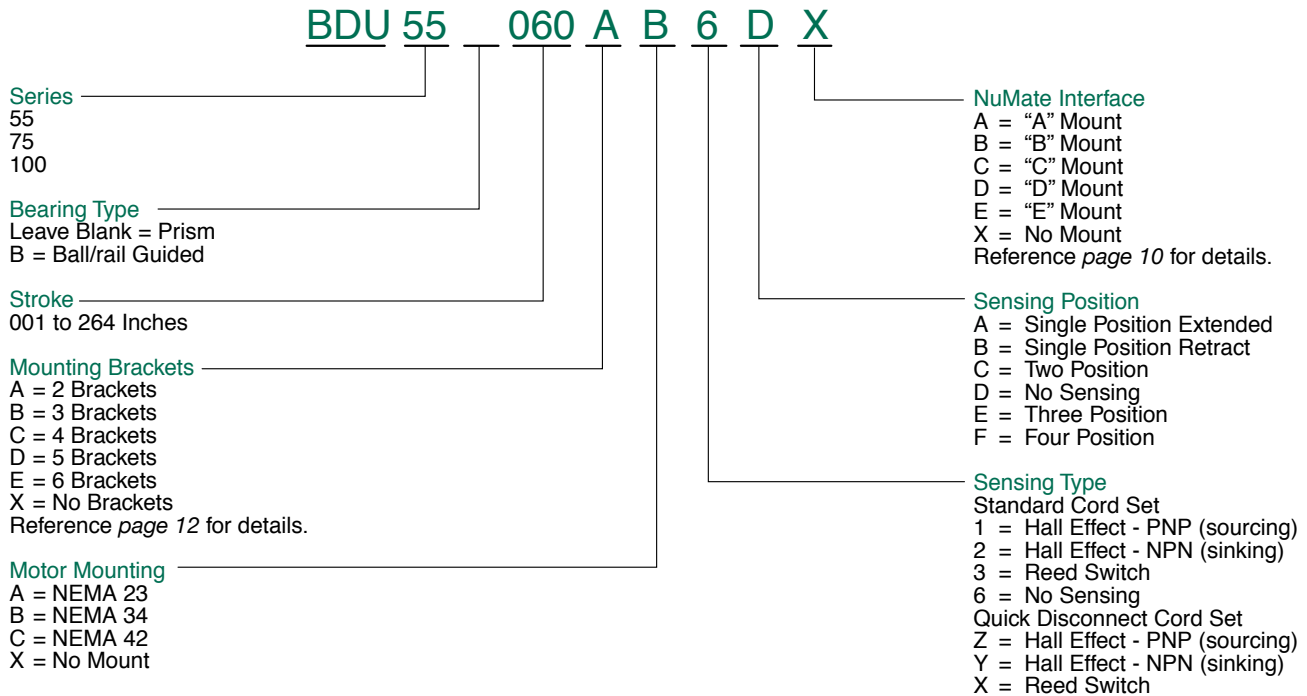 BDU 55 060 A B 6 D X
Series
55
75
100
Bearing Type
Leave Blank = Prism
B = Ball/rail Guided
Stroke
001 to 264 Inches
Mounting Brackets
A = 2 Brackets
B = 3 Brackets
C = 4 Brackets
D = 5 Brackets
E = 6 Brackets
X = No Brackets
Reference page 12 for details.
Motor Mounting
A = NEMA 23
B = NEMA 34
C = NEMA 42
X = No Mount
NuMate Interface
A = “A” Mount
B = “B” Mount
C = “C” Mount
D = “D” Mount
E = “E” Mount
X = No Mount
Reference page 10 for details.
Sensing Position
A = Single Position Extended
B = Single Position Retract
C = Two Position
D = No Sensing
E = Three Position
F = Four Position
Sensing Type
Standard Cord Set
1 = Hall Effect - PNP (sourcing)
2 = Hall Effect - NPN (sinking)
3 = Reed Switch
6 = No Sensing
Quick Disconnect Cord Set
Z = Hall Effect - PNP (sourcing)
Y = Hall Effect - NPN (sinking)
X = Reed Switch